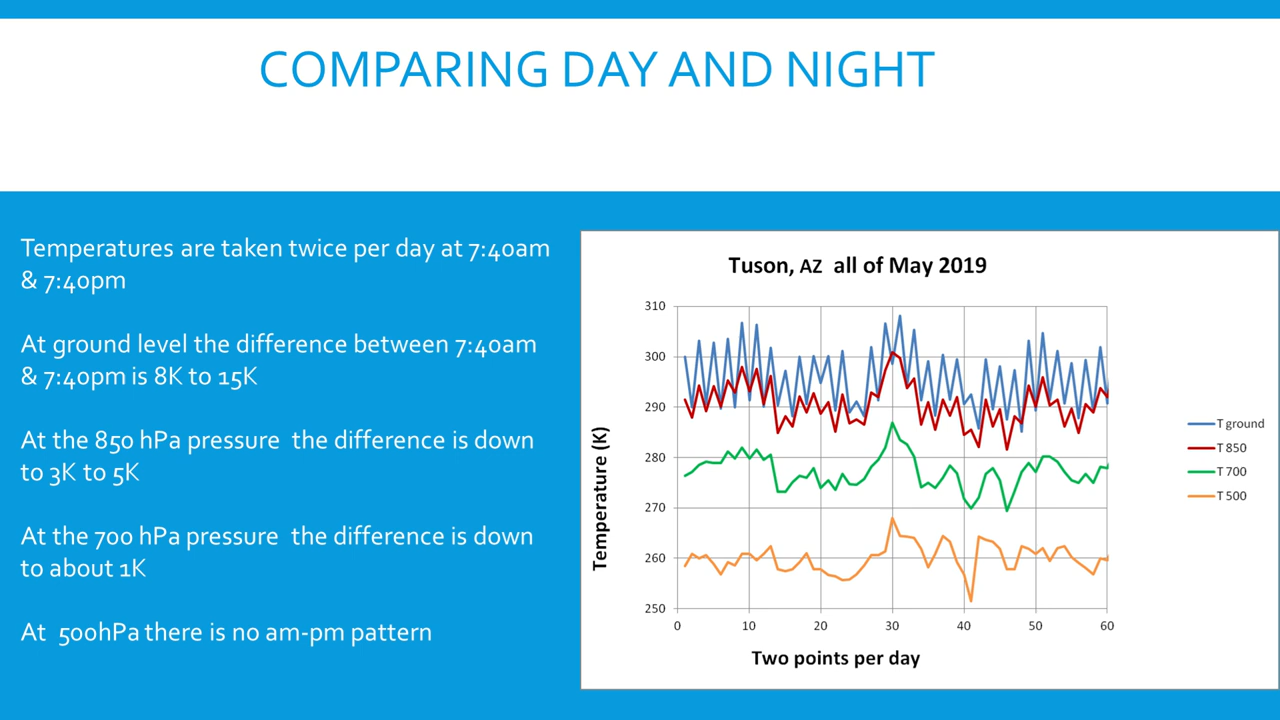 COMPARING DAY AND NIGHT
Temperatures are taken twice per day at 7:40am
& 7:40pm
At ground level the difference between 7:40am
& 7:40pm is 8K to 15K
At the 850 hPa pressure the difference is down
to 3K to 5K
At the 700 hPa pressure the difference is down
to about 1K
At 500hPa there is no am-pm pattern
Tuson, AZ all of May 2019
310
300
290
280
270
260
250
Temperature (K)
0 10 20 30 40 50 60
Two points per day
T ground
T 850
T 700
T 500